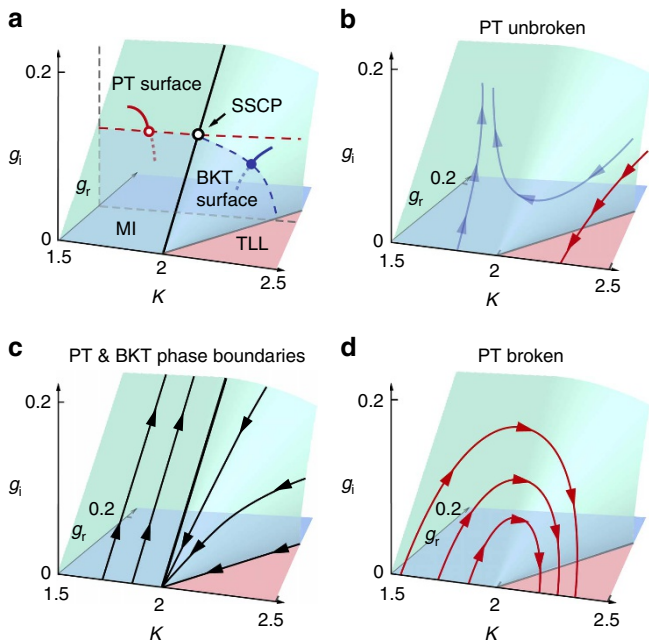 a
0.2
PT surface
SSCP
g_i
g_r
BKT surface
0
MI
TLL
1.5
2
2.5
K
b
PT unbroken
0.2
g_i
0.2
g_r
0
1.5
2
2.5
K
c
PT & BKT phase boundaries
0.2
g_i
0.2
g_r
0
1.5
2
2.5
K
d
PT broken
0.2
g_i
0.2
g_r
0
1.5
2
2.5
K